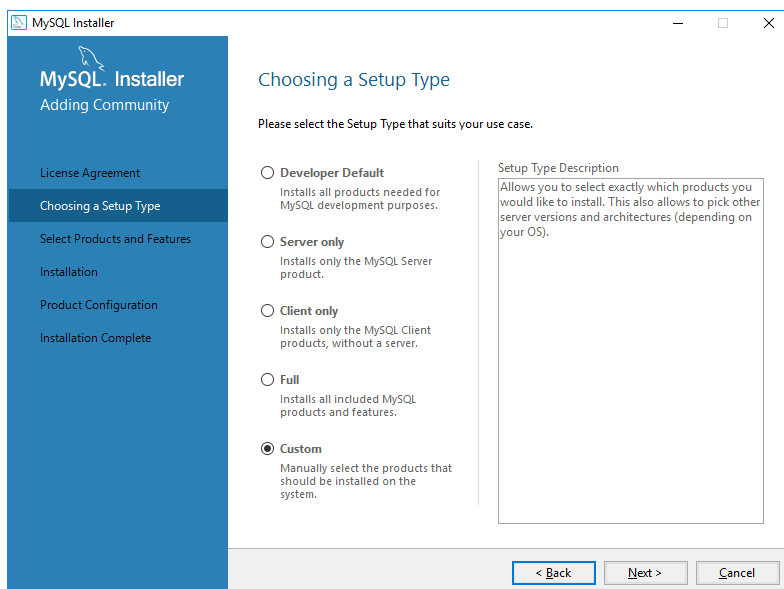 MySQL Installer
MySQL. Installer
Adding Community
License Agreement
Choosing a Setup Type
Select Products and Features
Installation
Product Configuration
Installation Complete
Choosing a Setup Type
Please select the Setup Type that suits your use case.
Developer Default
Installs all products needed for
MySQL development purposes.
Server only
Installs only the MySQL Server
product.
Client only
Installs only the MySQL Client
products, without a server.
Full
Installs all included MySQL
products and features.
Custom
Manually select the products that
should be installed on the
system.
Setup Type Description
Allows you to select exactly which products you
would like to install. This also allows to pick other
server versions and architectures (depending on
your OS).
< Back
Next >
Cancel